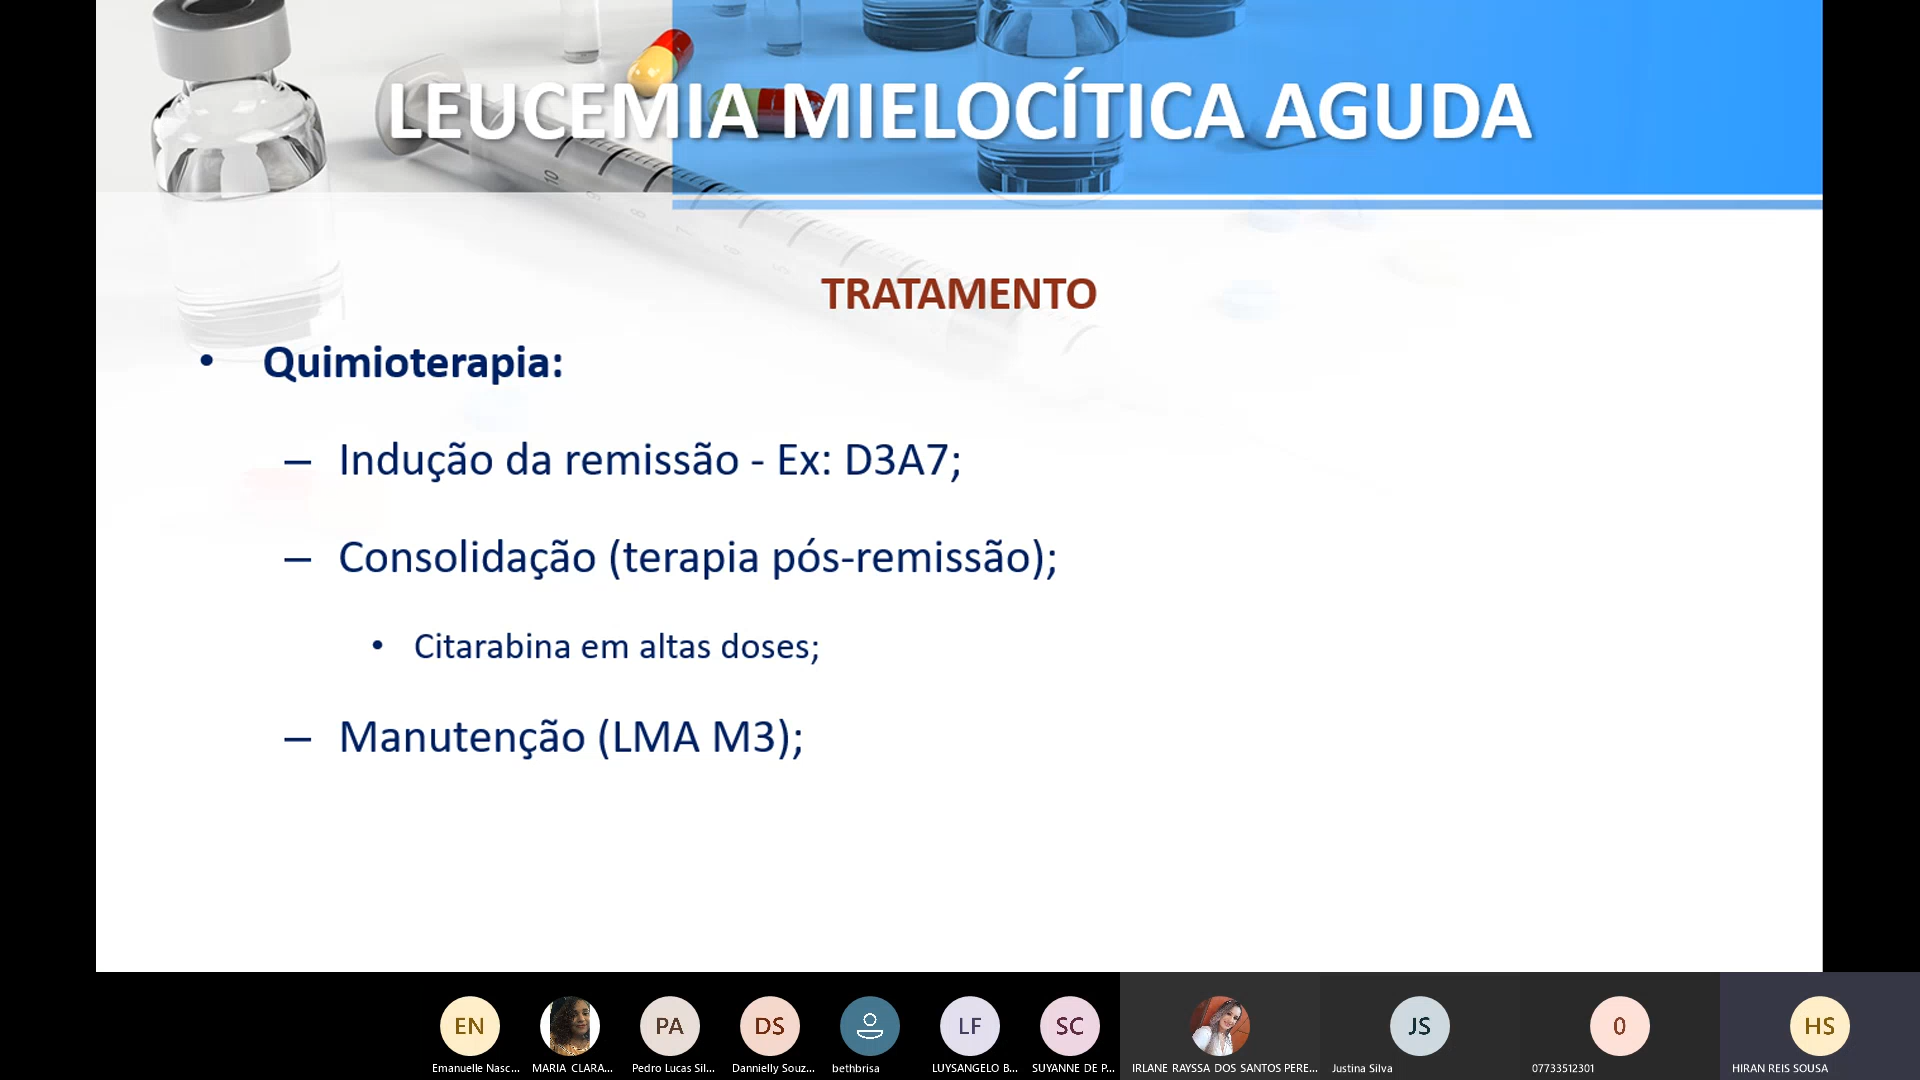 LEUCEMIA MIELOCÍTICA AGUDA
TRATAMENTO
• Quimioterapia:
– Indução da remissão - Ex: D3A7;
– Consolidação (terapia pós-remissão);
• Citarabina em altas doses;
– Manutenção (LMA M3);
EN
PA
DS
LF
SC
JS
0
HS
Emanuelle Nasc...
MARIA CLARA...
Pedro Lucas Sil...
Dannielly Souz...
bethbrisa
LUYSANGELO B...
SUYANNE DE P...
IRLANE RAYSSA DOS SANTOS PERE...
Justina Silva
07733512301
HIRAN REIS SOUSA